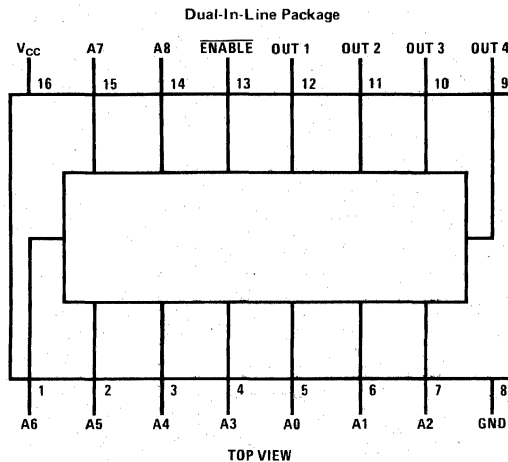 Dual-In-Line Package
VCC A7 A8 ENABLE OUT 1 OUT 2 OUT 3 OUT 4
16 15 14 13 12 11 10 9
1 2 3 4 5 6 7 8
A6 A5 A4 A3 A0 A1 A2 GND
TOP VIEW